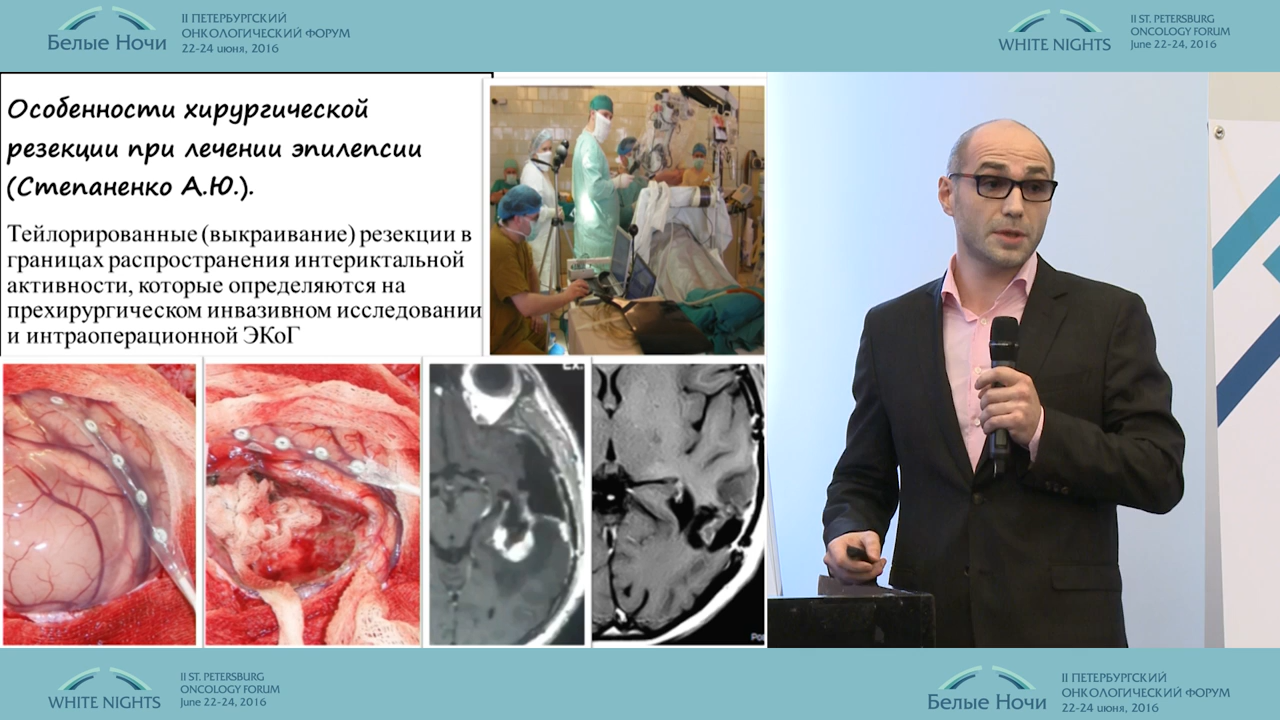 Белые Ночи
II ПЕТЕРБУРГСКИЙ
ОНКОЛОГИЧЕСКИЙ ФОРУМ
22-24 июня, 2016
WHITE NIGHTS
II ST. PETERSBURG
ONCOLOGY FORUM
June 22-24, 2016
Особенности хирургической
резекции при лечении эпилепсии
(Степаненко А.Ю.).
Тейлорированные (выкраивание) резекции в
границах распространения интериктальной
активности, которые определяются на
прехирургическом инвазивном исследовании
и интраоперационной ЭКоГ
WHITE NIGHTS
II ST. PETERSBURG
ONCOLOGY FORUM
June 22-24, 2016
Белые Ночи
II ПЕТЕРБУРГСКИЙ
ОНКОЛОГИЧЕСКИЙ ФОРУМ
22-24 июня, 2016